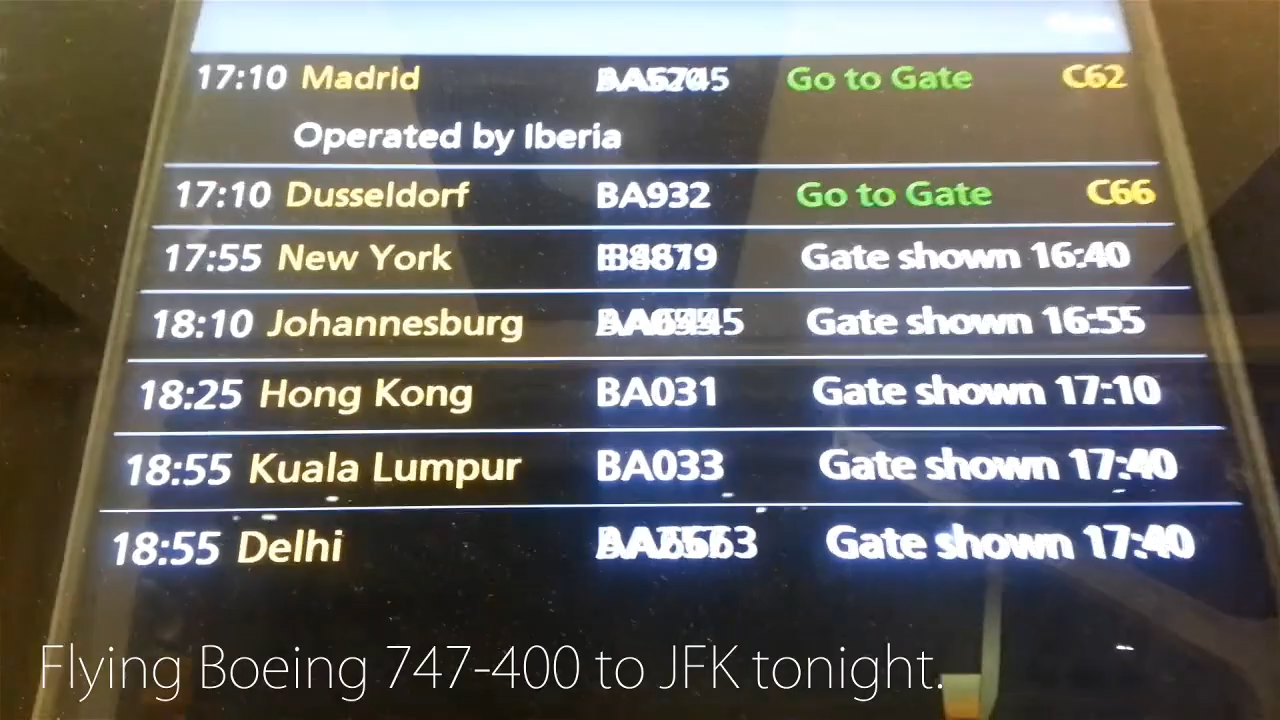 17:10 Madrid Go to Gate C62
Operated by Iberia
17:10 Dusseldorf BA932 Go to Gate C66
17:55 New York Gate shown 16:40
18:10 Johannesburg Gate shown 16:55
18:25 Hong Kong BA031 Gate shown 17:10
18:55 Kuala Lumpur BA033 Gate shown 17:40
18:55 Delhi Gate shown 17:40
Flying Boeing 747-400 to JFK tonight.